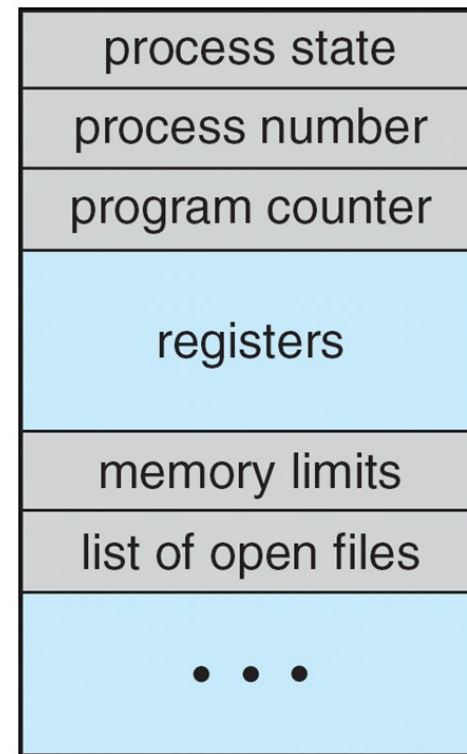 process state
process number
program counter
registers
memory limits
list of open files
• • •